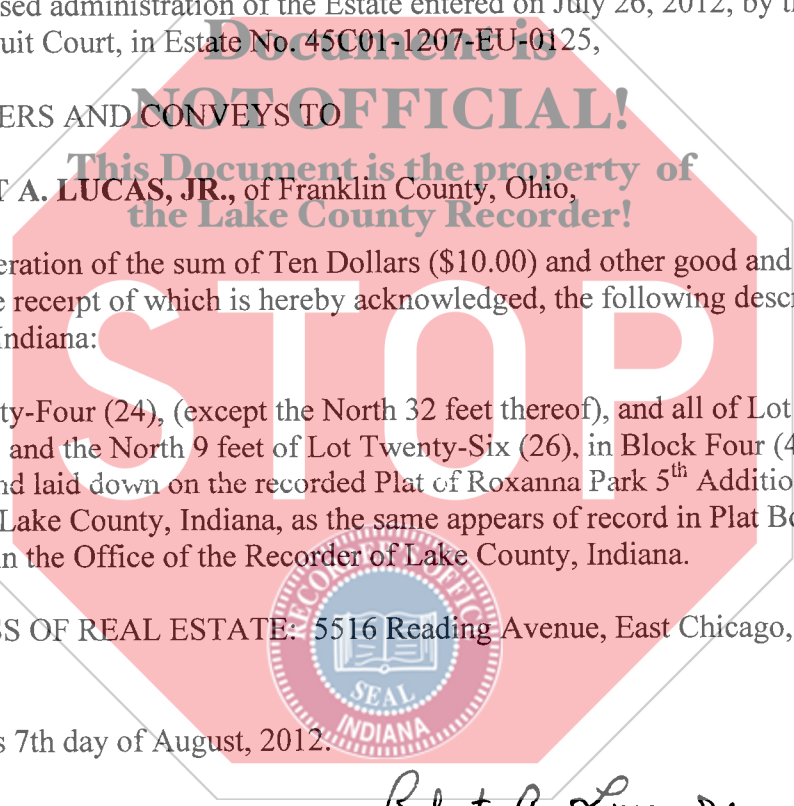 sed administration of the Estate entered on July 26, 2012, by
uit Court, in Estate No. 45C01-1207-EU-0125,
Document is
NOT OFFICIAL!
This Document is the property of
the Lake County Recorder!
ERS AND CONVEYS TO
T A. LUCAS, JR., of Franklin County, Ohio,
eration of the sum of Ten Dollars ($10.00) and other good and
e receipt of which is hereby acknowledged, the following descr
Indiana:
STOP
ty-Four (24), (except the North 32 feet thereof), and all of Lot
and the North 9 feet of Lot Twenty-Six (26), in Block Four (4
nd laid down on the recorded Plat of Roxanna Park 5th Additio
Lake County, Indiana, as the same appears of record in Plat Bo
in the Office of the Recorder of Lake County, Indiana.
SS OF REAL ESTATE: 5516 Reading Avenue, East Chicago,
RECORDER'S OFFICE
SEAL
INDIANA
s 7th day of August, 2012.